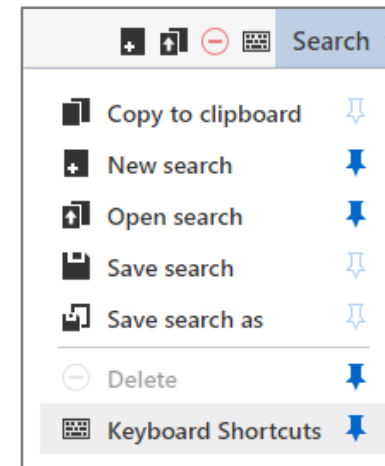 Search
Copy to clipboard
New search
Open search
Save search
Save search as
Delete
Keyboard Shortcuts